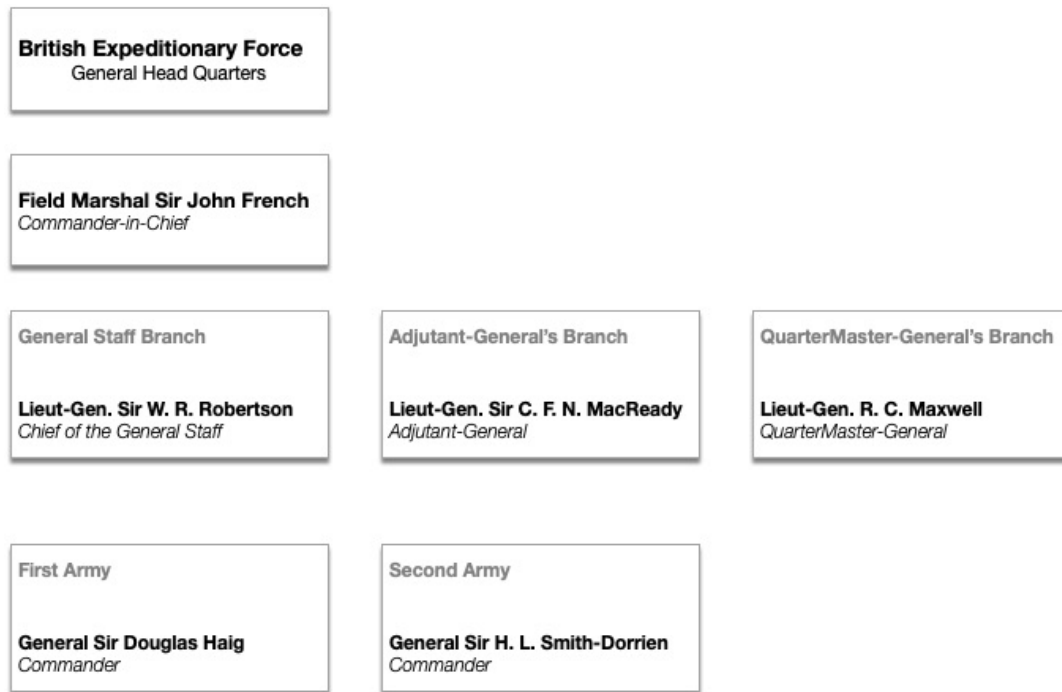 British Expeditionary Force
General Head Quarters
Field Marshal Sir John French
Commander-in-Chief
General Staff Branch
Lieut-Gen. Sir W. R. Robertson
Chief of the General Staff
Adjutant-General's Branch
Lieut-Gen. Sir C. F. N. MacReady
Adjutant-General
QuarterMaster-General's Branch
Lieut-Gen. R. C. Maxwell
QuarterMaster-General
First Army
General Sir Douglas Haig
Commander
Second Army
General Sir H. L. Smith-Dorrien
Commander